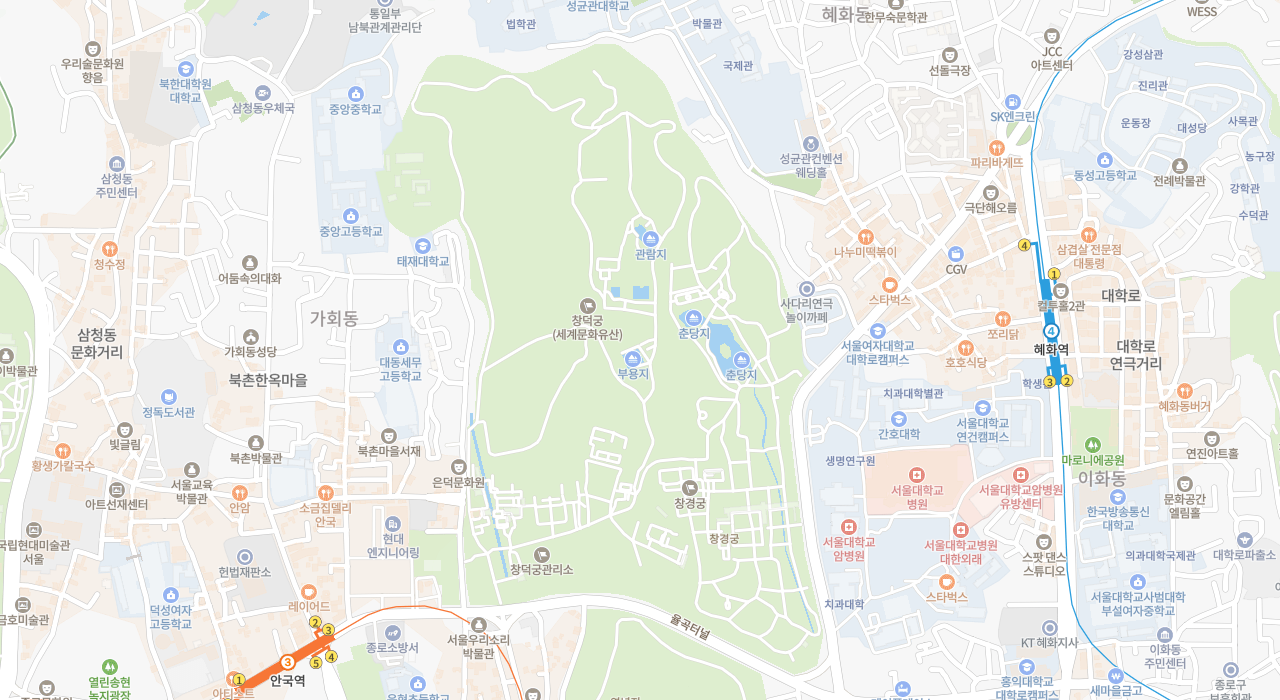 통일부
남북관계관리단
성균관대학교
법학관
박물관
혜화동
한무숙문학관
WESS
우리술문화원
향음
북한대학원
대학교
국제관
선돌극장
JCC
아트센터
강성삼관
진리관
삼청동우체국
중앙중학교
SK엔크린
운동장
대성당
사목관
성균관컨벤션
웨딩홀
파리바게뜨
농구장
삼청동
주민센터
동성고등학교
전례박물관
강학관
극단해오름
수덕관
중앙고등학교
청수정
태재대학교
관람지
나누미떡볶이
4
삼겹살 전문점
대통령
어둠속의대화
CGV
1
스타벅스
컬투홀2관
대학로
사다리연극
놀이까페
창덕궁
(세계문화유산)
가회동
춘당지
쪼리닭
4
삼청동
문화거리
가회동성당
서울여자대학교
대학로캠퍼스
혜화역
대학로
연극거리
대동세무
고등학교
부용지
춘당지
호호식당
북촌한옥마을
3
2
치과대학별관
정독도서관
혜화동버거
간호대학
서울대학교
연건캠퍼스
빛글림
북촌박물관
북촌마을서재
연진아트홀
황생가칼국수
생명연구원
마로니에공원
은덕문화원
이화동
서울교육
박물관
서울대학교
병원
서울대학교암병원
유방센터
아트선재센터
안암
소금집델리
안국
창경궁
문화공간
엘림홀
한국방송통신
대학교
현대
엔지니어링
창경궁
서울대학교
암병원
서울대학교병원
대한외래
국립현대미술관
서울
스팟 댄스
스튜디오
의과대학국제관
대학로파출소
헌법재판소
창덕궁관리소
스타벅스
레이어드
치과대학
서울대학교사범대학
부설여자중학교
덕성여자
고등학교
금호미술관
2
3
율곡터널
종로소방서
서울우리소리
박물관
KT혜화지사
이화동
주민센터
3
5
4
1
안국역
열린송현
녹지광장
홍익대학교
대학로캠퍼스
새마을금고
종로구